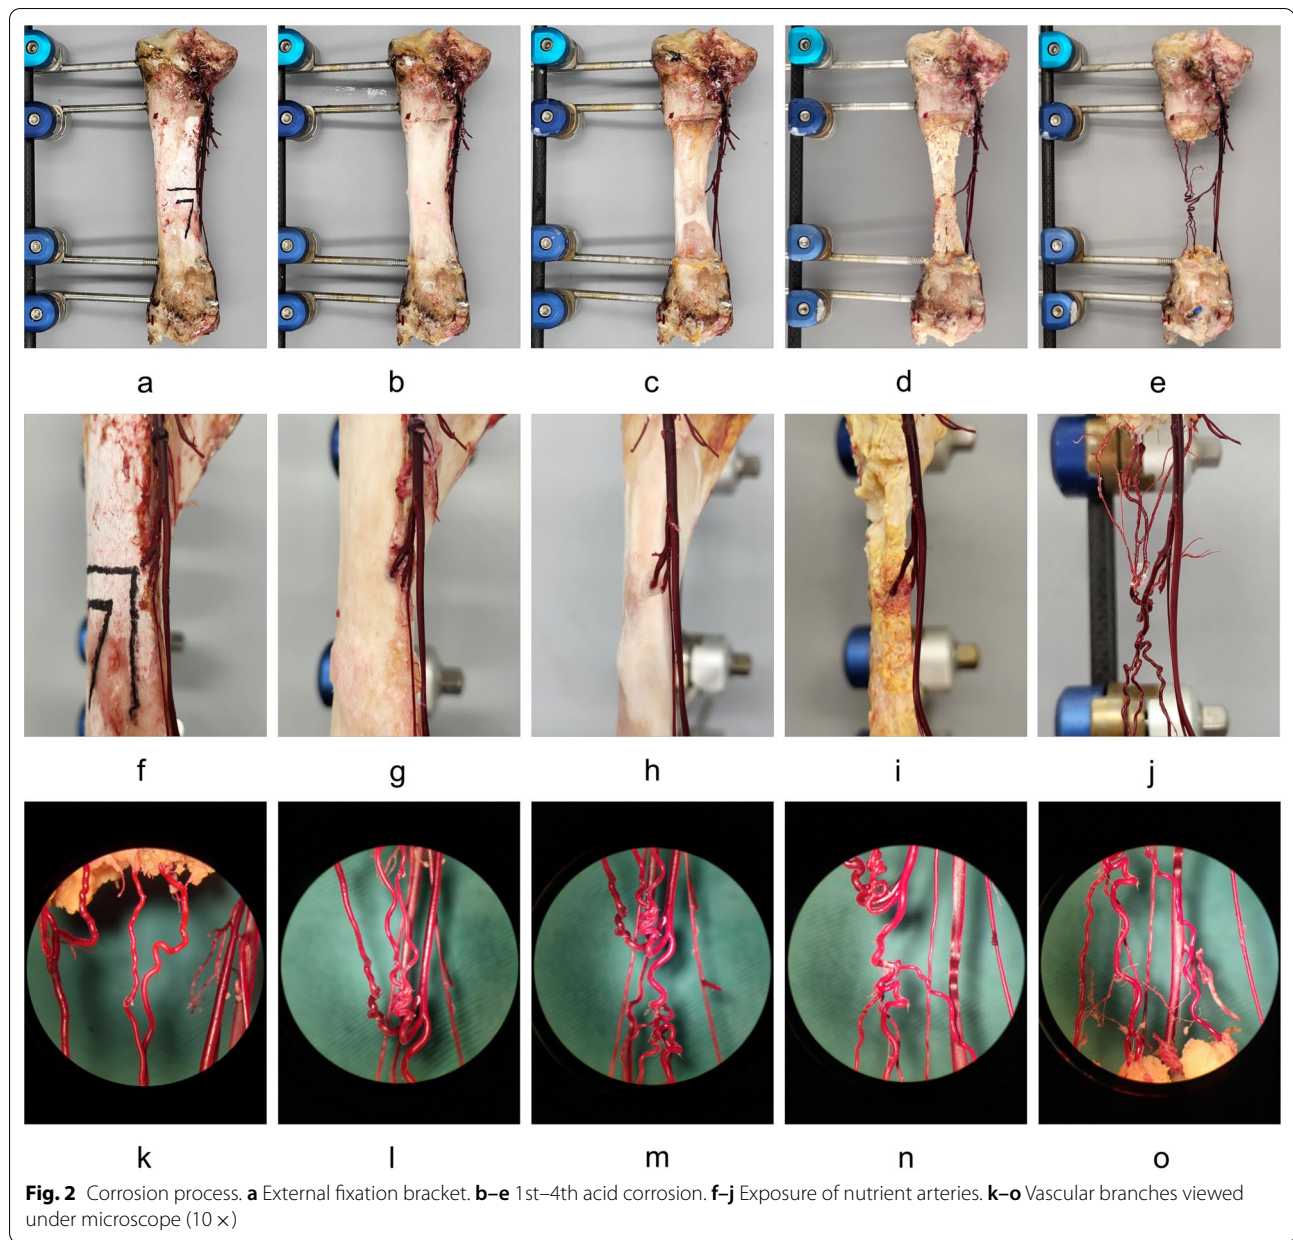 a b c d e
f g h i j
k l m n o
Fig. 2 Corrosion process. a External fixation bracket. b–e 1st–4th acid corrosion. f–j Exposure of nutrient arteries. k–o Vascular branches viewed
under microscope (10 ×)